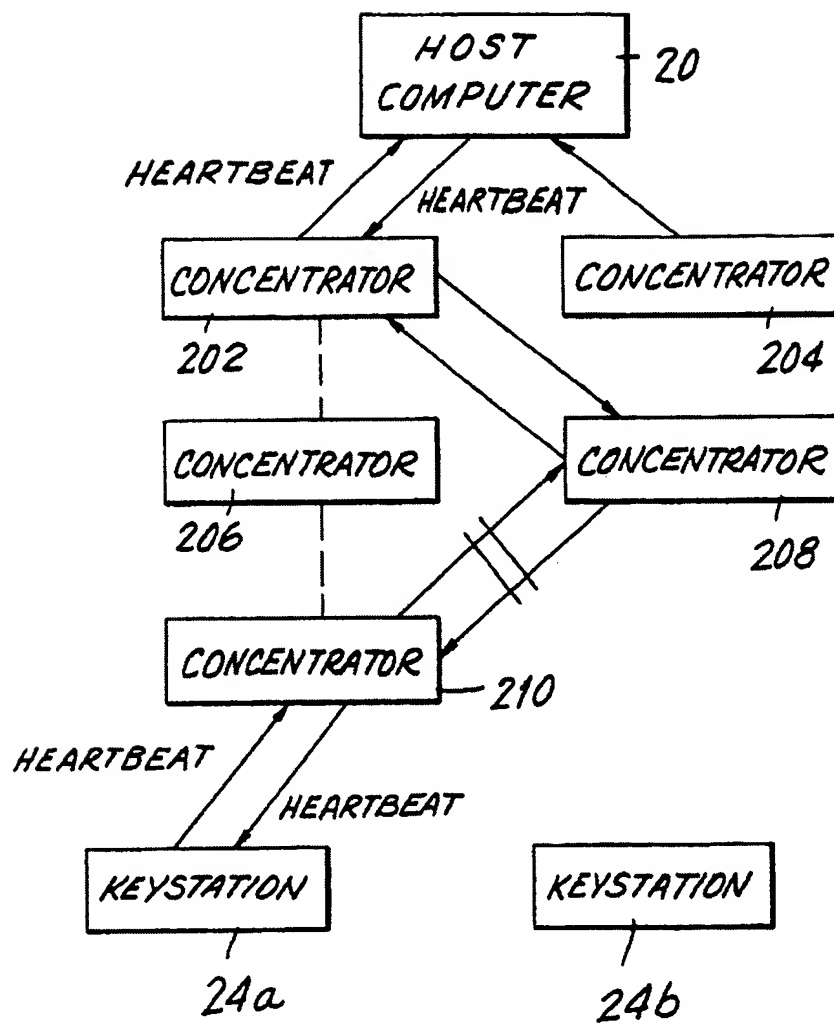 HOST
COMPUTER
20
HEARTBEAT
HEARTBEAT
CONCENTRATOR
CONCENTRATOR
202
204
CONCENTRATOR
CONCENTRATOR
206
208
CONCENTRATOR
210
HEARTBEAT
HEARTBEAT
KEYSTATION
KEYSTATION
24a
24b